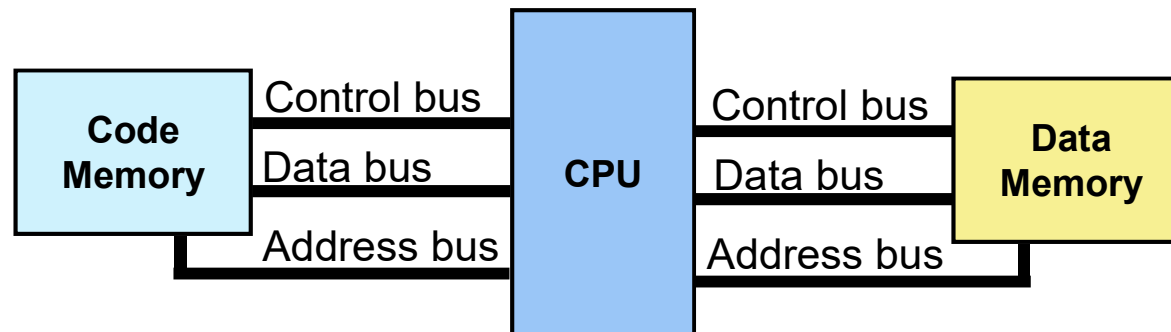 Code
Memory
Control bus
Data bus
Address bus
CPU
Control bus
Data bus
Address bus
Data
Memory